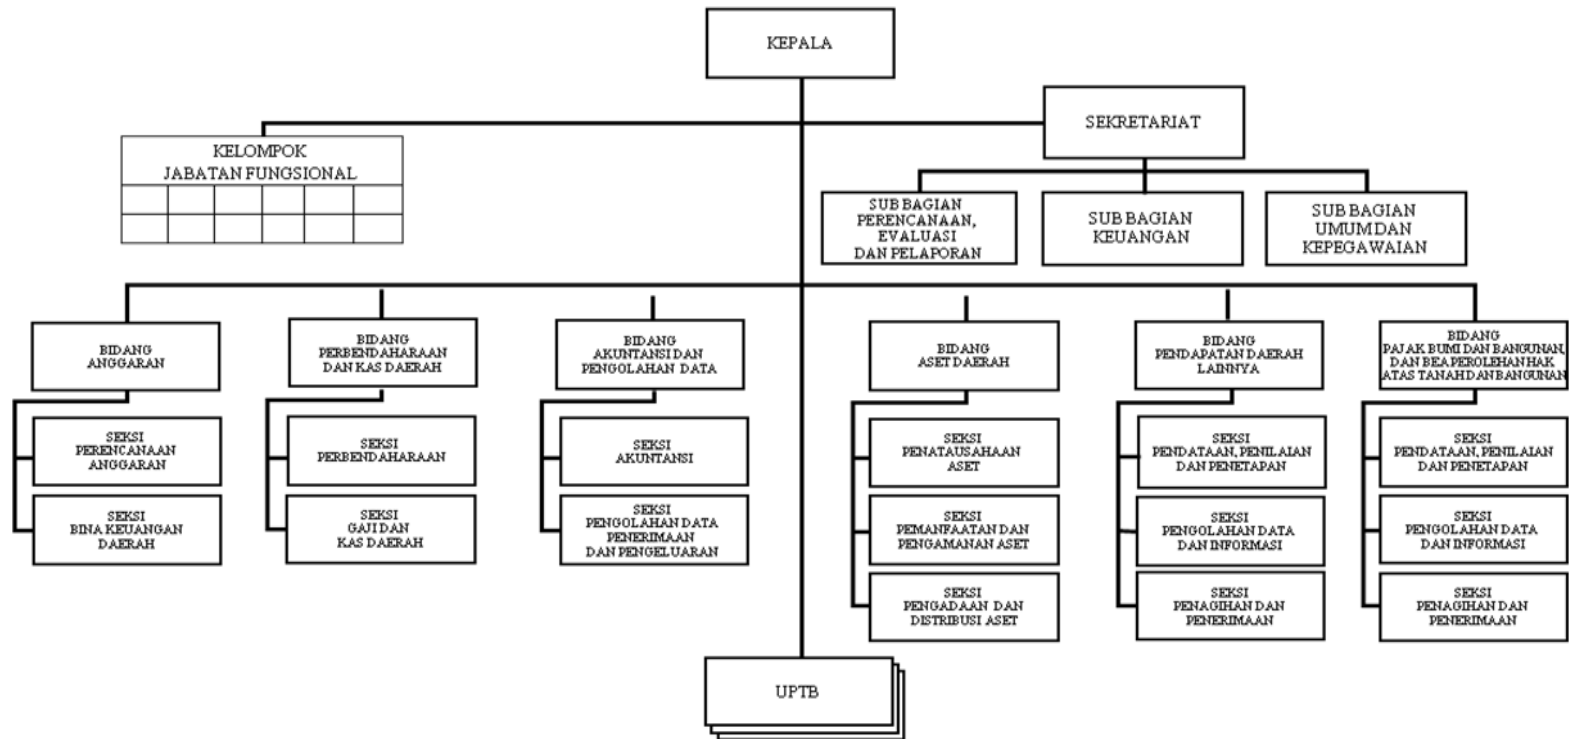 KEPALA
SEKRETARIAT
KELOMPOK
JABATAN FUNGSIONAL
SUB BAGIAN
PERENCANAAN,
EVALUASI
DAN PELAPORAN
SUB BAGIAN
KEUANGAN
SUB BAGIAN
UMUM DAN
KEPEGAWAIAN
BIDANG
ANGGARAN
BIDANG
PERBENDAHARAAN
DAN KAS DAERAH
BIDANG
AKUNTANSI DAN
PENGOLAHAN DATA
BIDANG
ASET DAERAH
BIDANG
PENDAPATAN DAERAH
LAINNYA
BIDANG
PAJAK BUMI DAN BANGUNAN,
DAN BEA PEROLEHAN HAK
ATAS TANAH DAN BANGUNAN
SEKSI
PERENCANAAN
ANGGARAN
SEKSI
PERBENDAHARAAN
SEKSI
AKUNTANSI
SEKSI
PENATAUSAHAAN
ASET
SEKSI
PENDATAAN, PENILAIAN
DAN PENETAPAN
SEKSI
PENDATAAN, PENILAIAN
DAN PENETAPAN
SEKSI
BINA KEUANGAN
DAERAH
SEKSI
GAJI DAN
KAS DAERAH
SEKSI
PENGOLAHAN DATA
PENERIMAAN
DAN PENGELUARAN
SEKSI
PEMANFAATAN DAN
PENGAMANAN ASET
SEKSI
PENGOLAHAN DATA
DAN INFORMASI
SEKSI
PENGOLAHAN DATA
DAN INFORMASI
SEKSI
PENGADAAN DAN
DISTRIBUSI ASET
SEKSI
PENAGIHAN DAN
PENERIMAAN
SEKSI
PENAGIHAN DAN
PENERIMAAN
UPTB